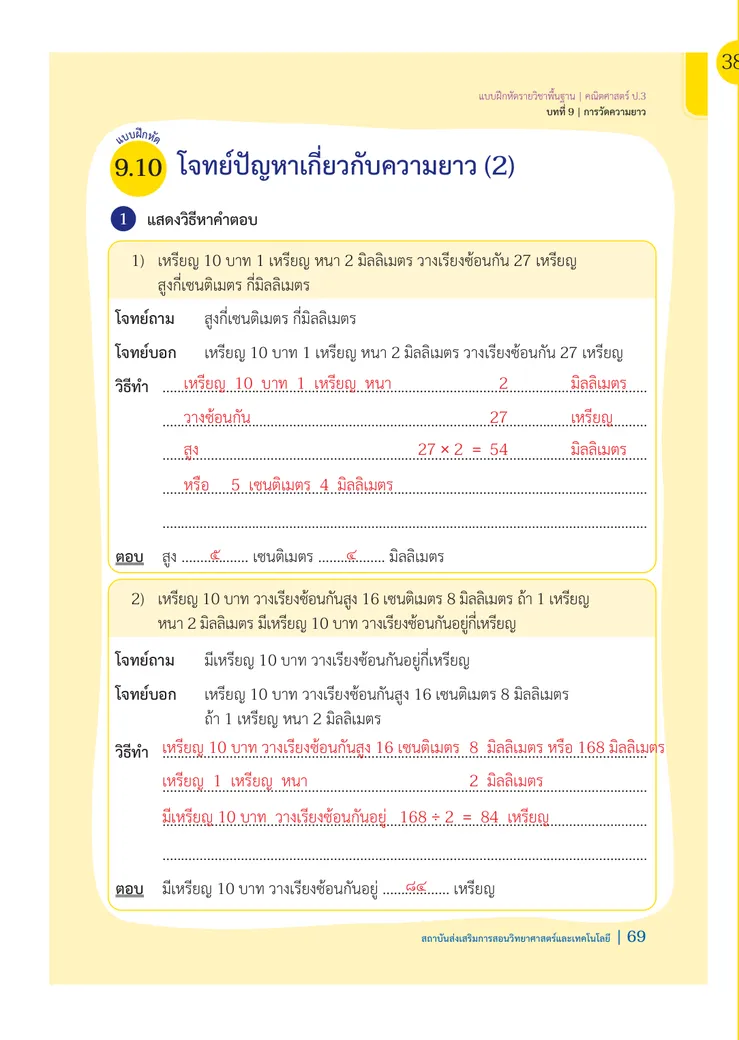 38
แบบฝึกหัดรายวิชาพื้นฐาน | คณิตศาสตร์ ป.3
บทที่ 9 | การวัดความยาว
แบบฝึกหัด
9.10 โจทย์ปัญหาเกี่ยวกับความยาว (2)
1 แสดงวิธีหาคำตอบ
1) เหรียญ 10 บาท 1 เหรียญ หนา 2 มิลลิเมตร วางเรียงซ้อนกัน 27 เหรียญ
สูงกี่เซนติเมตร กี่มิลลิเมตร
โจทย์ถาม สูงกี่เซนติเมตร กี่มิลลิเมตร
โจทย์บอก เหรียญ 10 บาท 1 เหรียญ หนา 2 มิลลิเมตร วางเรียงซ้อนกัน 27 เหรียญ
วิธีทำ เหรียญ 10 บาท 1 เหรียญ หนา 2 มิลลิเมตร
วางซ้อนกัน 27 เหรียญ
สูง 27 × 2 = 54 มิลลิเมตร
หรือ 5 เซนติเมตร 4 มิลลิเมตร
ตอบ สูง ๕ เซนติเมตร ๔ มิลลิเมตร
2) เหรียญ 10 บาท วางเรียงซ้อนกันสูง 16 เซนติเมตร 8 มิลลิเมตร ถ้า 1 เหรียญ
หนา 2 มิลลิเมตร มีเหรียญ 10 บาท วางเรียงซ้อนกันอยู่กี่เหรียญ
โจทย์ถาม มีเหรียญ 10 บาท วางเรียงซ้อนกันอยู่กี่เหรียญ
โจทย์บอก เหรียญ 10 บาท วางเรียงซ้อนกันสูง 16 เซนติเมตร 8 มิลลิเมตร
ถ้า 1 เหรียญ หนา 2 มิลลิเมตร
วิธีทำ เหรียญ 10 บาท วางเรียงซ้อนกันสูง 16 เซนติเมตร 8 มิลลิเมตร หรือ 168 มิลลิเมตร
เหรียญ 1 เหรียญ หนา 2 มิลลิเมตร
มีเหรียญ 10 บาท วางเรียงซ้อนกันอยู่ 168 ÷ 2 = 84 เหรียญ
ตอบ มีเหรียญ 10 บาท วางเรียงซ้อนกันอยู่ ๘๔ เหรียญ
สถาบันส่งเสริมการสอนวิทยาศาสตร์และเทคโนโลยี | 69